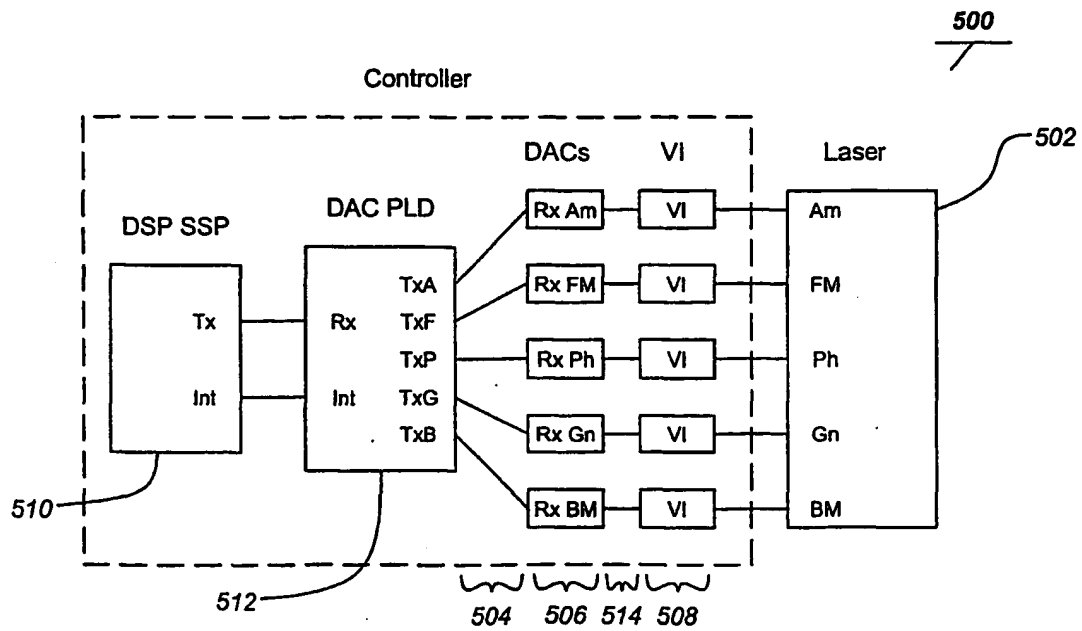 500
Controller
502
DACs VI Laser
DSP SSP DAC PLD
Rx Am VI Am
TxA
Rx FM VI FM
Tx Rx TxF
TxP Rx Ph VI Ph
Int Int TxG
Rx Gn VI Gn
TxB
Rx BM VI BM
510
512 504 506 514 508